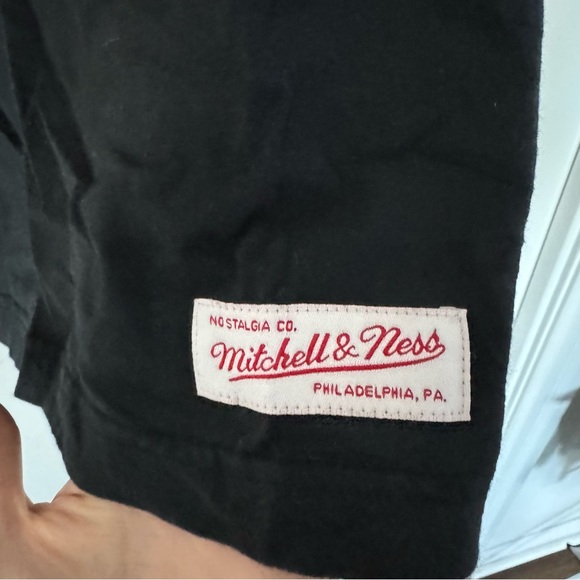 NOSTALGIA CO.
Mitchell & Ness
PHILADELPHIA, PA.